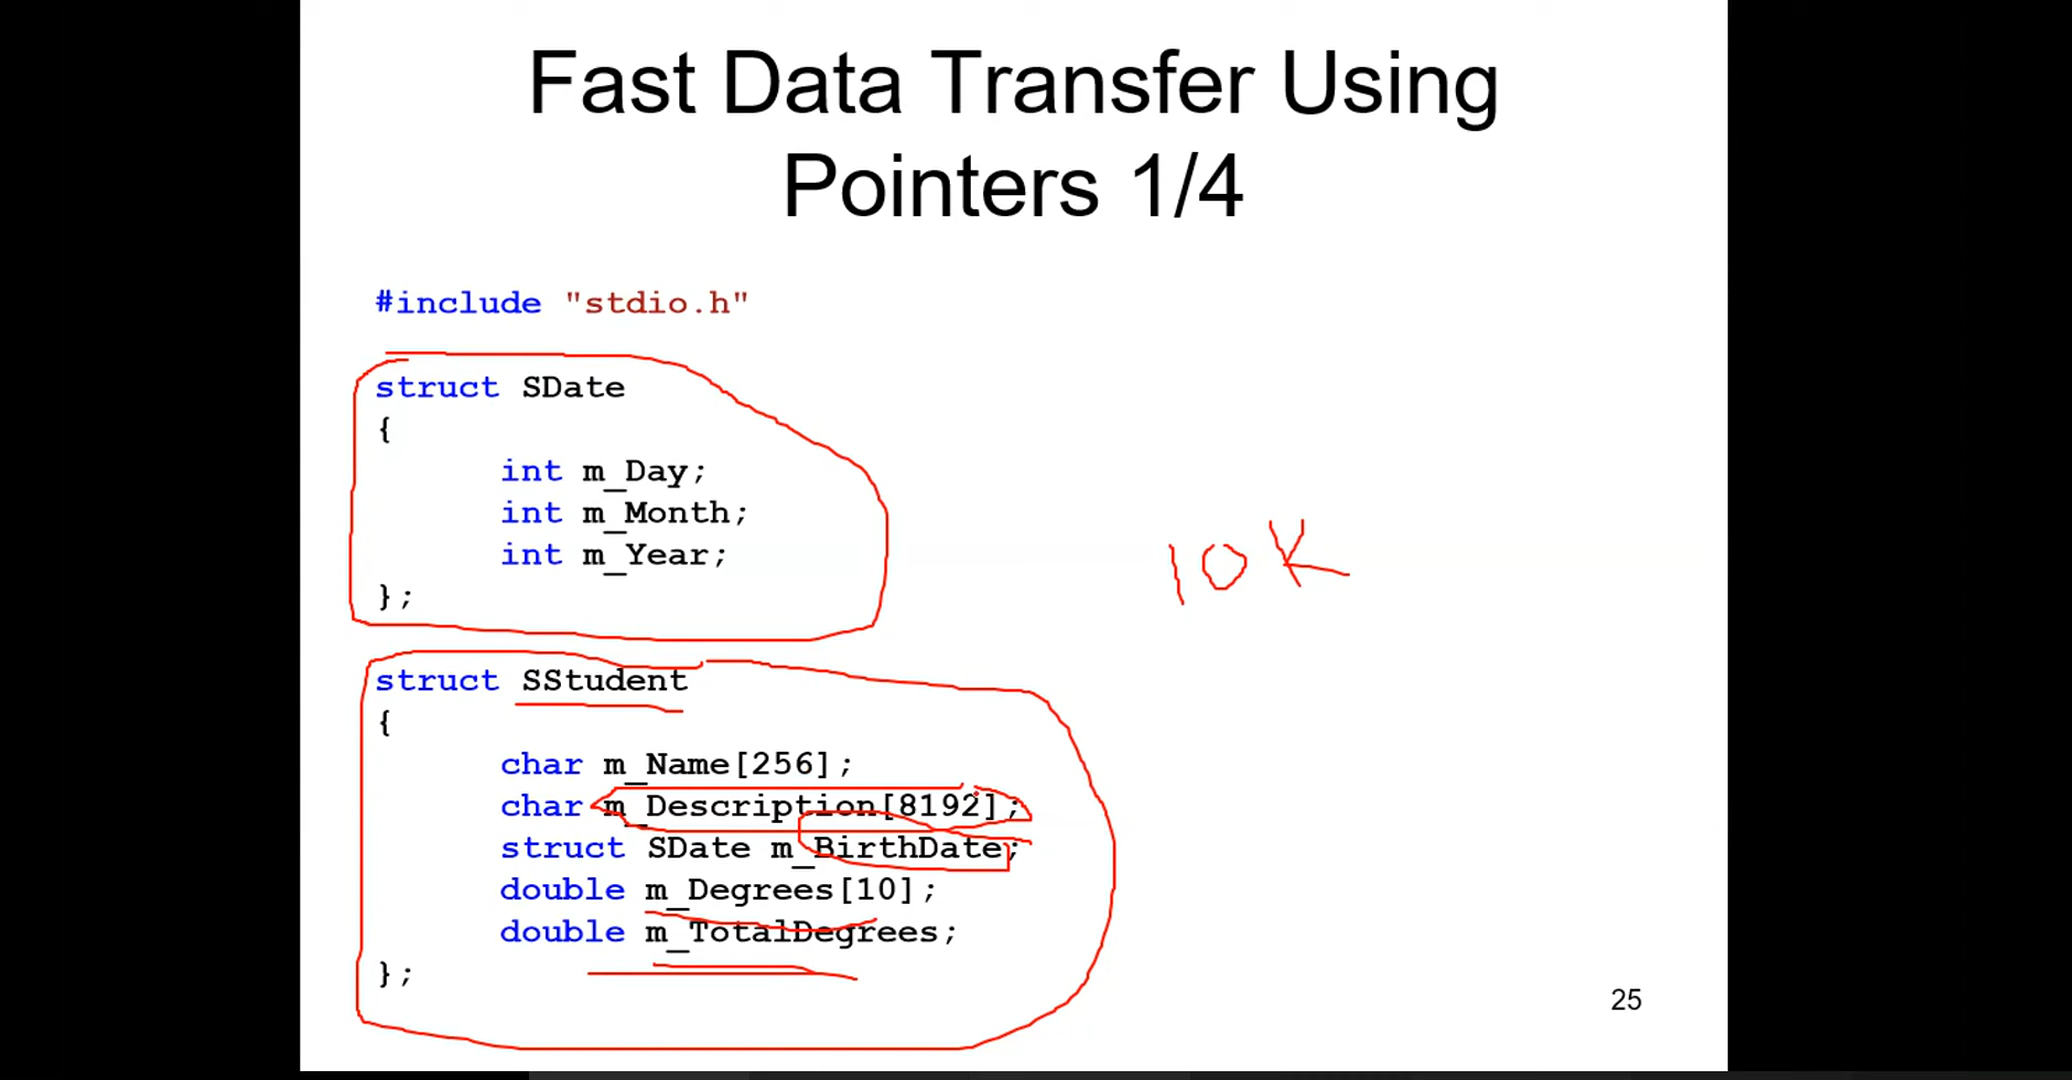 Fast Data Transfer Using
Pointers 1/4
#include "stdio.h"
struct SDate
{
int m_Day;
int m_Month;
int m_Year;
};
10K
struct SStudent
{
char m_Name[256];
char m_Description[8192];
struct SDate m_BirthDate;
double m_Degrees[10];
double m_TotalDegrees;
};
25